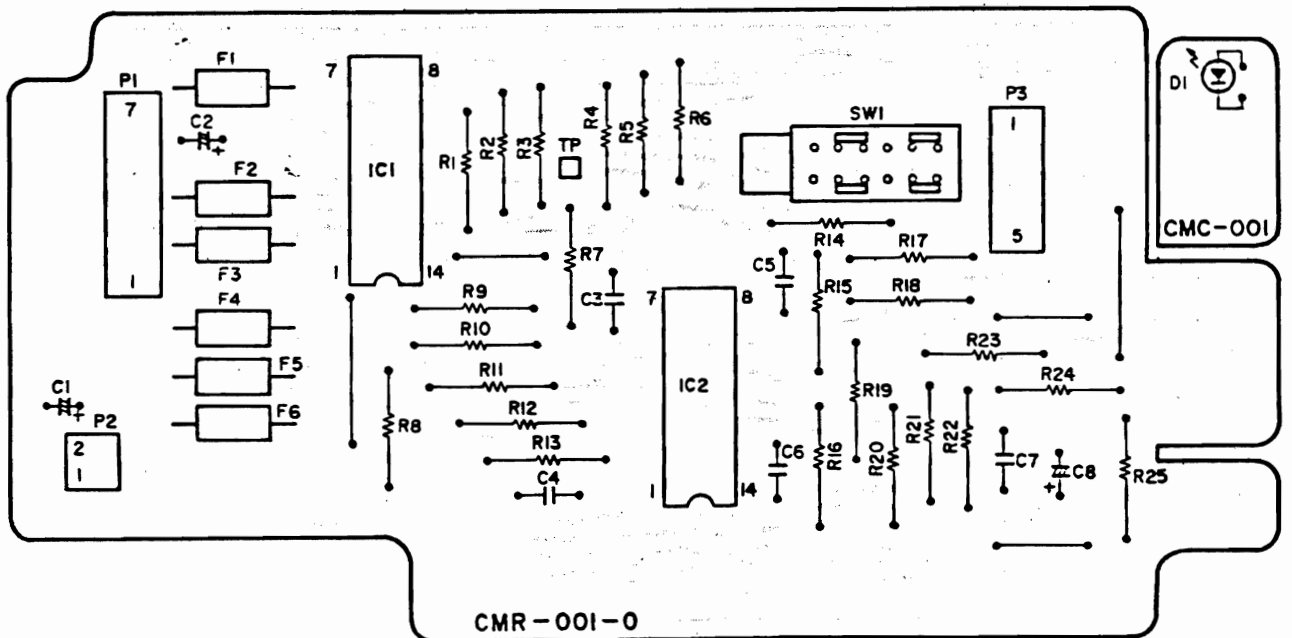 F1
P1
7
C2
+
F2
F3
F4
F5
F6
1
C1
+
P2
2
1
7
8
IC1
1
14
R1
R2
R3
TP
R4
R5
R6
R7
C3
R9
R10
R11
R12
R13
C4
R8
SW1
P3
1
5
D1
CMC-001
R14
C5
R15
R17
R18
7
8
IC2
1
14
R23
R24
R19
R16
R20
R21
R22
C6
C7
C8
+
R25
CMR-001-0